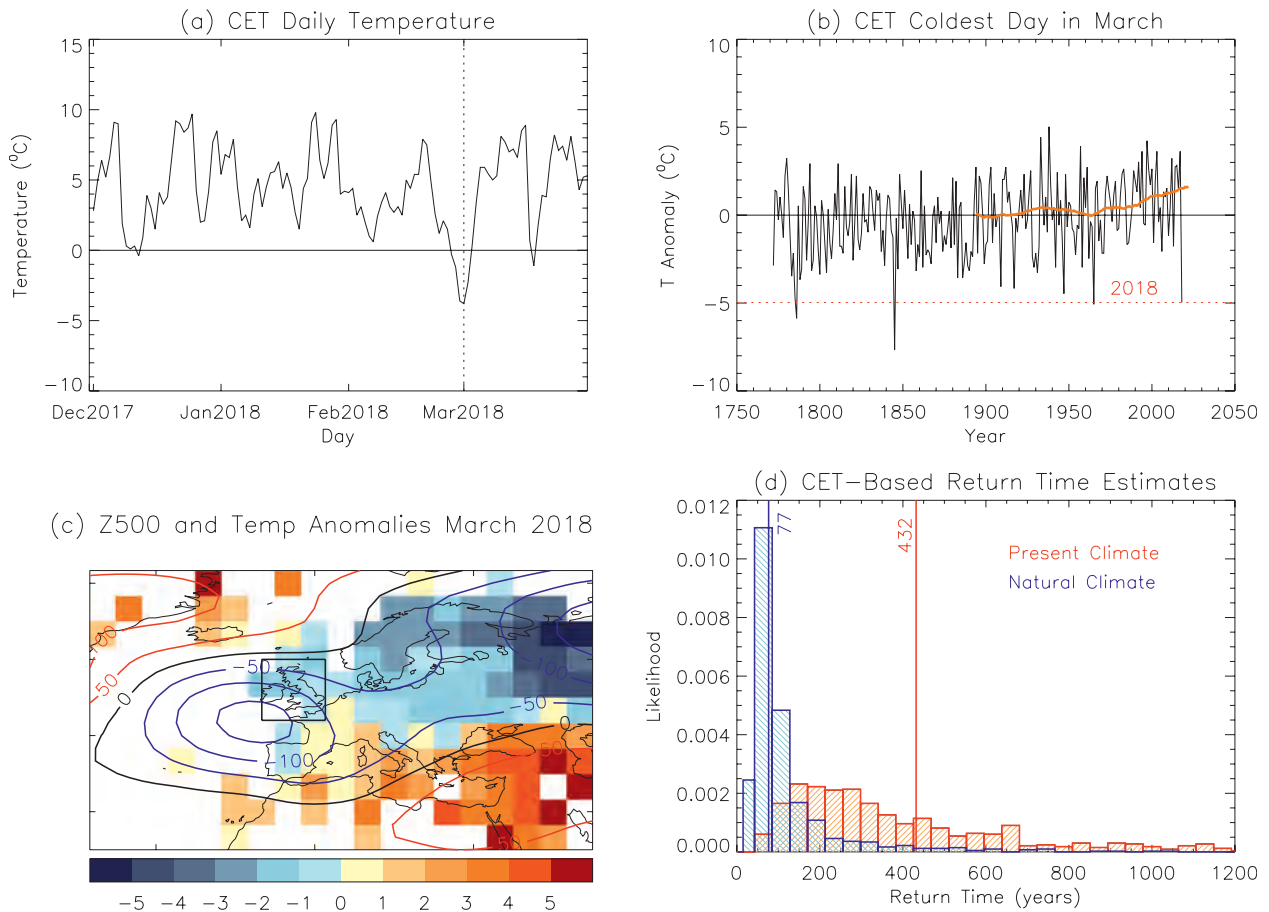 (a) CET Daily Temperature
15
10
5
0
−5
−10
Temperature (⁰C)
Dec2017 Jan2018 Feb2018 Mar2018
Day
(b) CET Coldest Day in March
10
5
0
−5
−10
T Anomaly (⁰C)
2018
1750 1800 1850 1900 1950 2000 2050
Year
(c) Z500 and Temp Anomalies March 2018
−50
0
−50
−100
−100
−50
0
50
50
−5 −4 −3 −2 −1 0 1 2 3 4 5
(d) CET−Based Return Time Estimates
0.012
0.010
0.008
0.006
0.004
0.002
0.000
Likelihood
77
432
Present Climate
Natural Climate
0 200 400 600 800 1000 1200
Return Time (years)